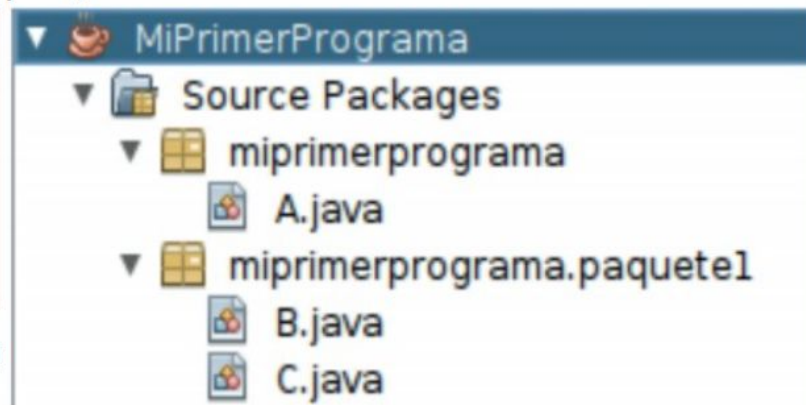 MiPrimerPrograma
Source Packages
miprimerprograma
A.java
miprimerprograma.paquete1
B.java
C.java